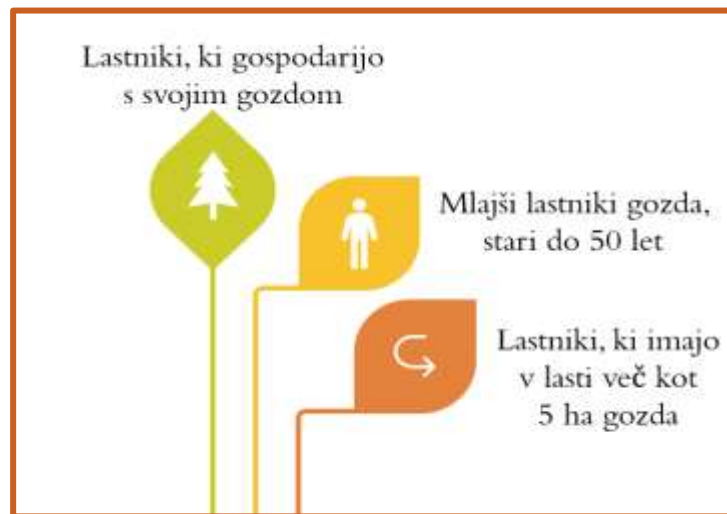 Lastniki, ki gospodarijo
s svojim gozdom
Mlajši lastniki gozda,
stari do 50 let
Lastniki, ki imajo
v lasti več kot
5 ha gozda